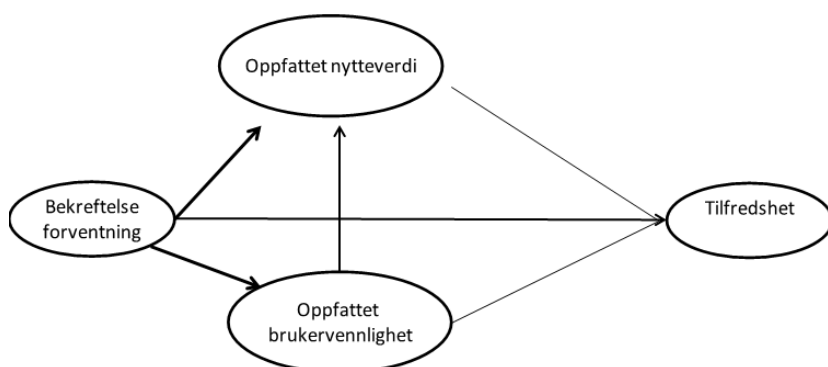 Oppfattet nytteverdi
Bekreftelse
forventning
Tilfredshet
Oppfattet
brukervennlighet